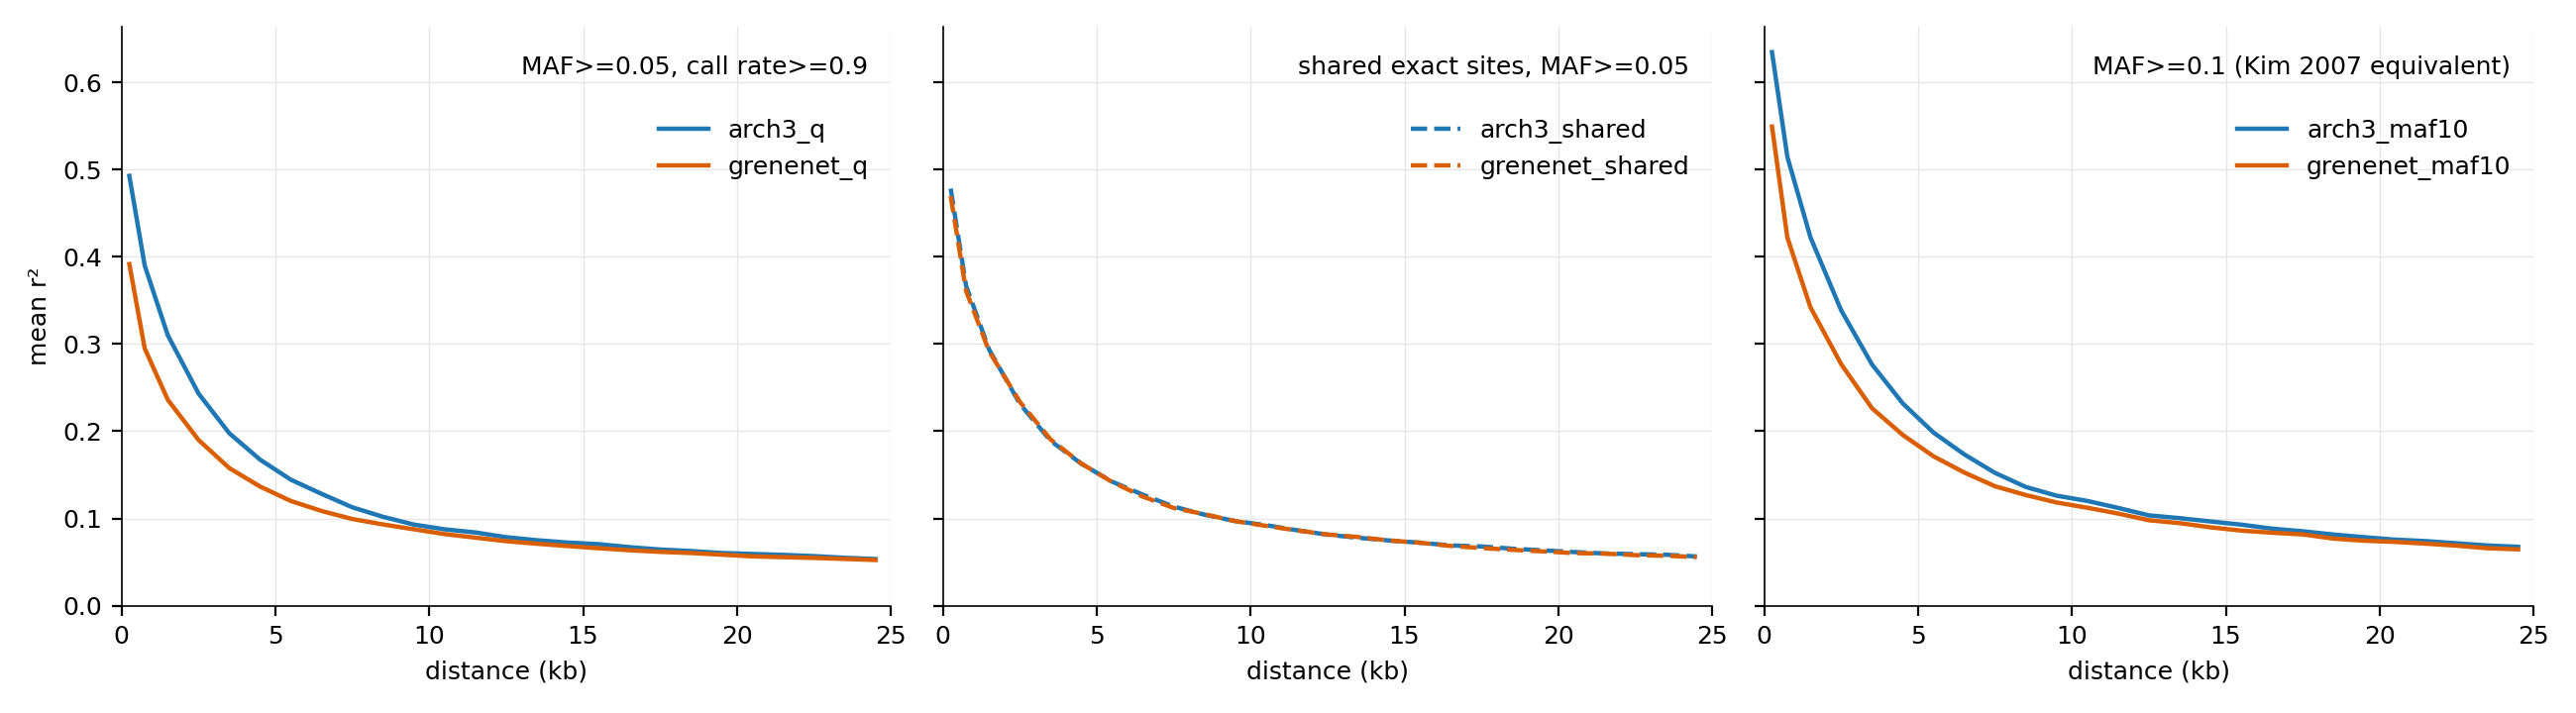 MAF>=0.05, call rate>=0.9
arch3_q
grenenet_q
mean r²
0.6
0.5
0.4
0.3
0.2
0.1
0.0
0 5 10 15 20 25
distance (kb)
shared exact sites, MAF>=0.05
arch3_shared
grenenet_shared
0 5 10 15 20 25
distance (kb)
MAF>=0.1 (Kim 2007 equivalent)
arch3_maf10
grenenet_maf10
0 5 10 15 20 25
distance (kb)